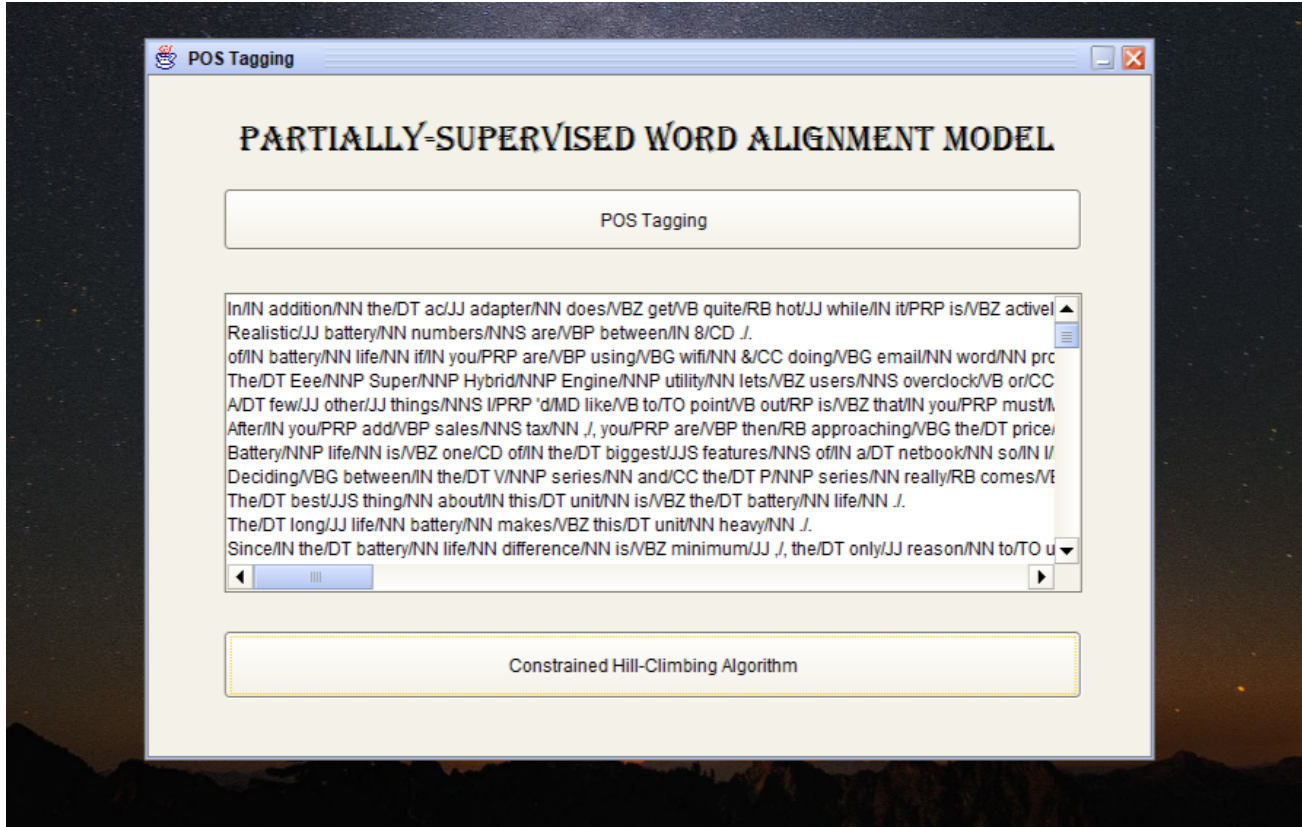 POS Tagging
PARTIALLY-SUPERVISED WORD ALIGNMENT MODEL
POS Tagging
In/IN addition/NN the/DT ac/JJ adapter/NN does/VBZ get/VB quite/RB hot/JJ while/IN it/PRP is/VBZ activel
Realistic/JJ battery/NN numbers/NNS are/VBP between/IN 8/CD ./.
of/IN battery/NN life/NN if/IN you/PRP are/VBP using/VBG wifi/NN &/CC doing/VBG email/NN word/NN pro
The/DT Eee/NNP Super/NNP Hybrid/NNP Engine/NNP utility/NN lets/VBZ users/NNS overclock/VB or/CC
A/DT few/JJ other/JJ things/NNS I/PRP 'd/MD like/VB to/TO point/VB out/RP is/VBZ that/IN you/PRP must/
After/IN you/PRP add/VBP sales/NNS tax/NN ,/, you/PRP are/VBP then/RB approaching/VBG the/DT price/
Battery/NNP life/NN is/VBZ one/CD of/IN the/DT biggest/JJS features/NNS of/IN a/DT netbook/NN so/IN I/
Deciding/VBG between/IN the/DT V/NNP series/NN and/CC the/DT P/NNP series/NN really/RB comes/VB
The/DT best/JJS thing/NN about/IN this/DT unit/NN is/VBZ the/DT battery/NN life/NN ./.
The/DT long/JJ life/NN battery/NN makes/VBZ this/DT unit/NN heavy/NN ./.
Since/IN the/DT battery/NN life/NN difference/NN is/VBZ minimum/JJ ,/, the/DT only/JJ reason/NN to/TO u
Constrained Hill-Climbing Algorithm